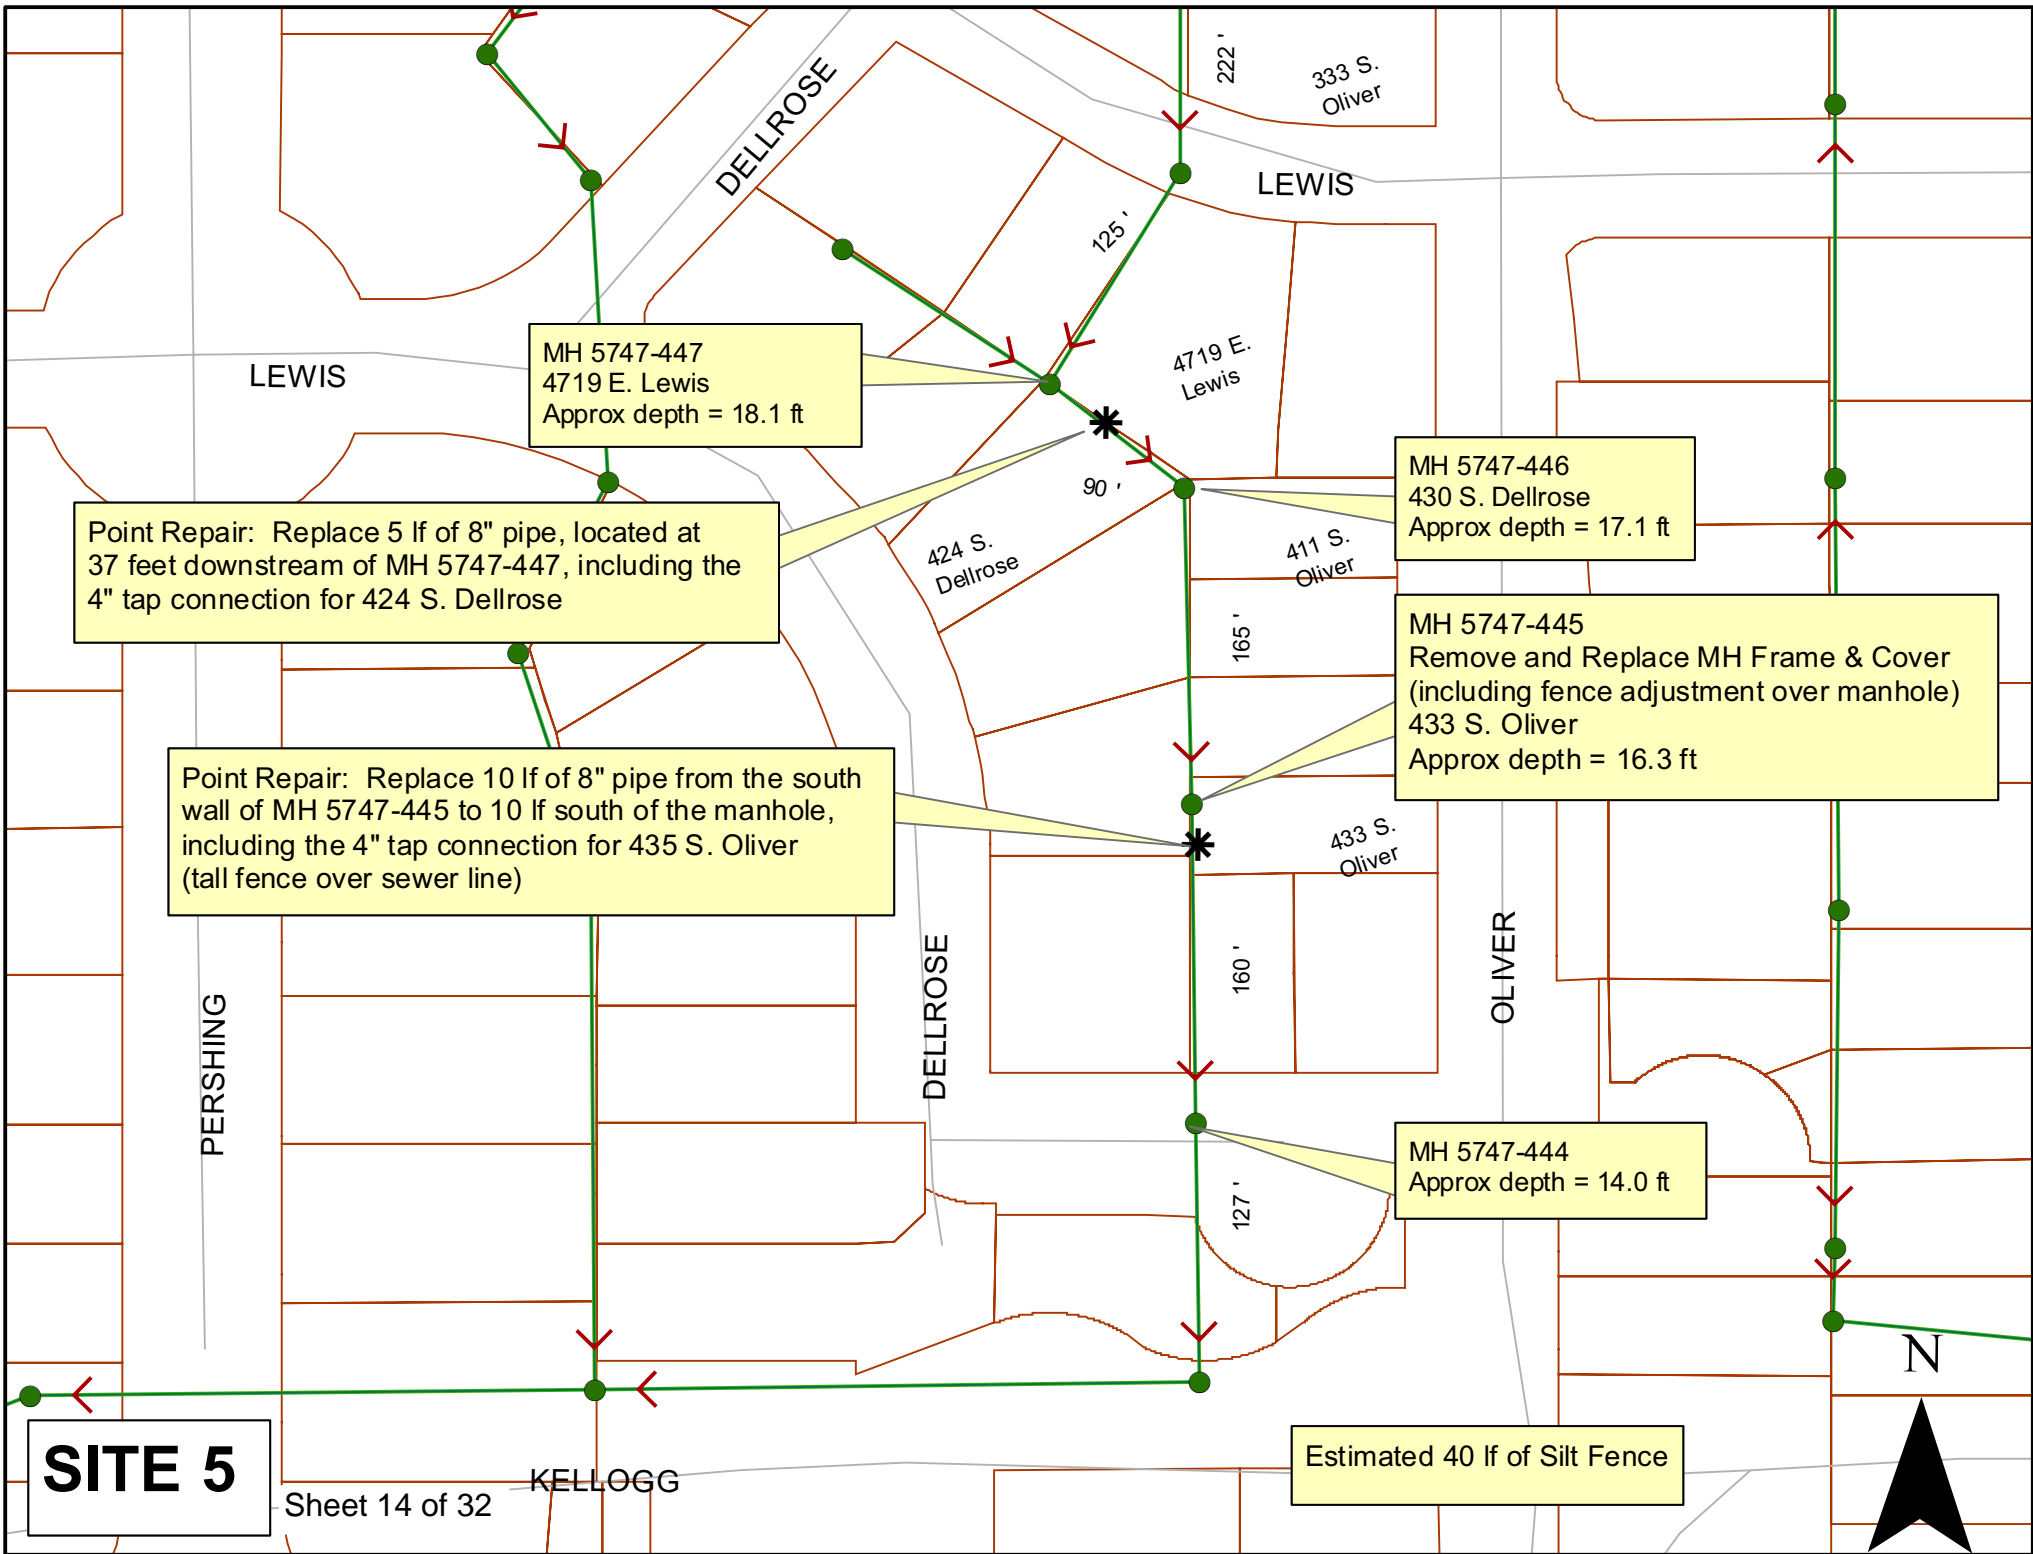 222 '
333 S.
Oliver
DELLROSE
LEWIS
125 '
MH 5747-447
4719 E. Lewis
Approx depth = 18.1 ft
4719 E.
Lewis
LEWIS
MH 5747-446
430 S. Dellrose
Approx depth = 17.1 ft
90 '
Point Repair:  Replace 5 lf of 8" pipe, located at
37 feet downstream of MH 5747-447, including the
4" tap connection for 424 S. Dellrose
424 S.
Dellrose
411 S.
Oliver
165 '
MH 5747-445
Remove and Replace MH Frame & Cover
(including fence adjustment over manhole)
433 S. Oliver
Approx depth = 16.3 ft
Point Repair:  Replace 10 lf of 8" pipe from the south
wall of MH 5747-445 to 10 lf south of the manhole,
including the 4" tap connection for 435 S. Oliver
(tall fence over sewer line)
433 S.
Oliver
160 '
OLIVER
DELLROSE
PERSHING
MH 5747-444
Approx depth = 14.0 ft
127 '
N
SITE 5
Sheet 14 of 32
KELLOGG
Estimated 40 lf of Silt Fence